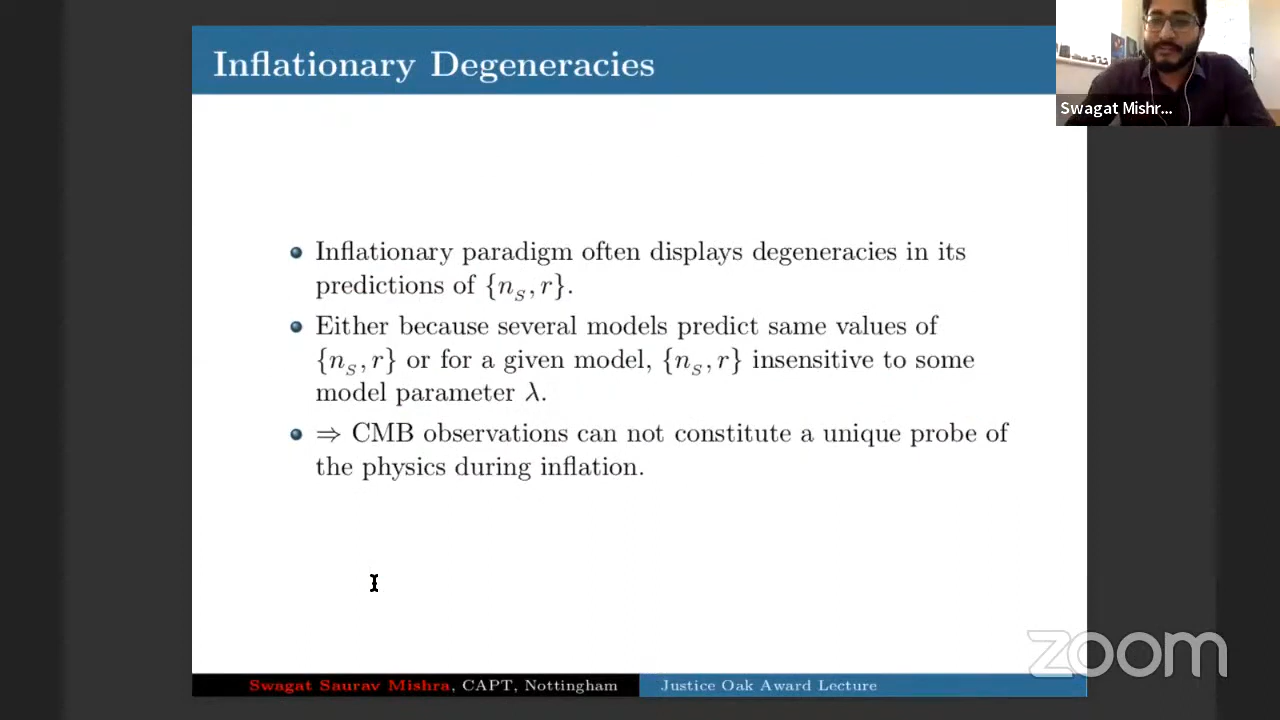 Inflationary Degeneracies
Swagat Mishr...
Inflationary paradigm often displays degeneracies in its
predictions of {n_S, r}.
Either because several models predict same values of
{n_S, r} or for a given model, {n_S, r} insensitive to some
model parameter λ.
⇒ CMB observations can not constitute a unique probe of
the physics during inflation.
zoom
Swagat Saurav Mishra, CAPT, Nottingham
Justice Oak Award Lecture